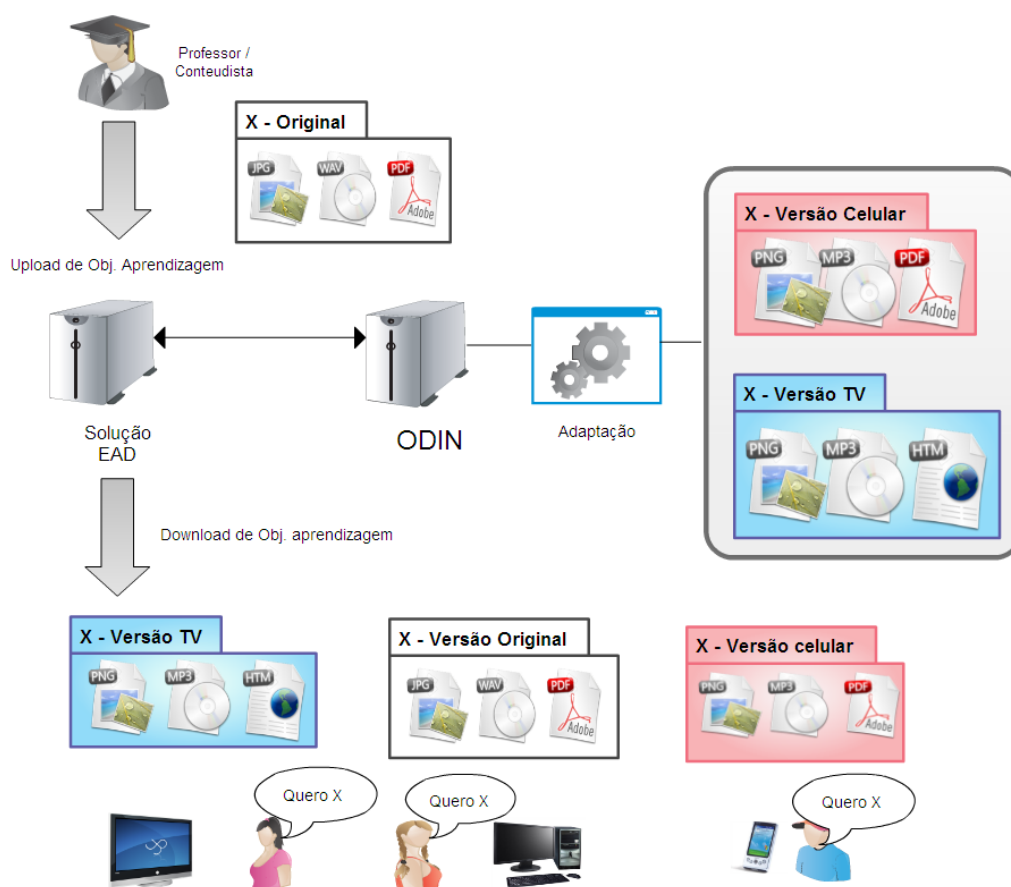 Professor /
Conteudista
X - Original
JPG
WAV
PDF
Adobe
Upload de Obj. Aprendizagem
X - Versão Celular
PNG
MP3
PDF
Adobe
X - Versão TV
PNG
MP3
HTM
Solução
EAD
ODIN
Adaptação
Download de Obj. aprendizagem
X - Versão TV
PNG
MP3
HTM
X - Versão Original
JPG
WAV
PDF
Adobe
X - Versão celular
PNG
MP3
PDF
Adobe
Quero X
Quero X
Quero X